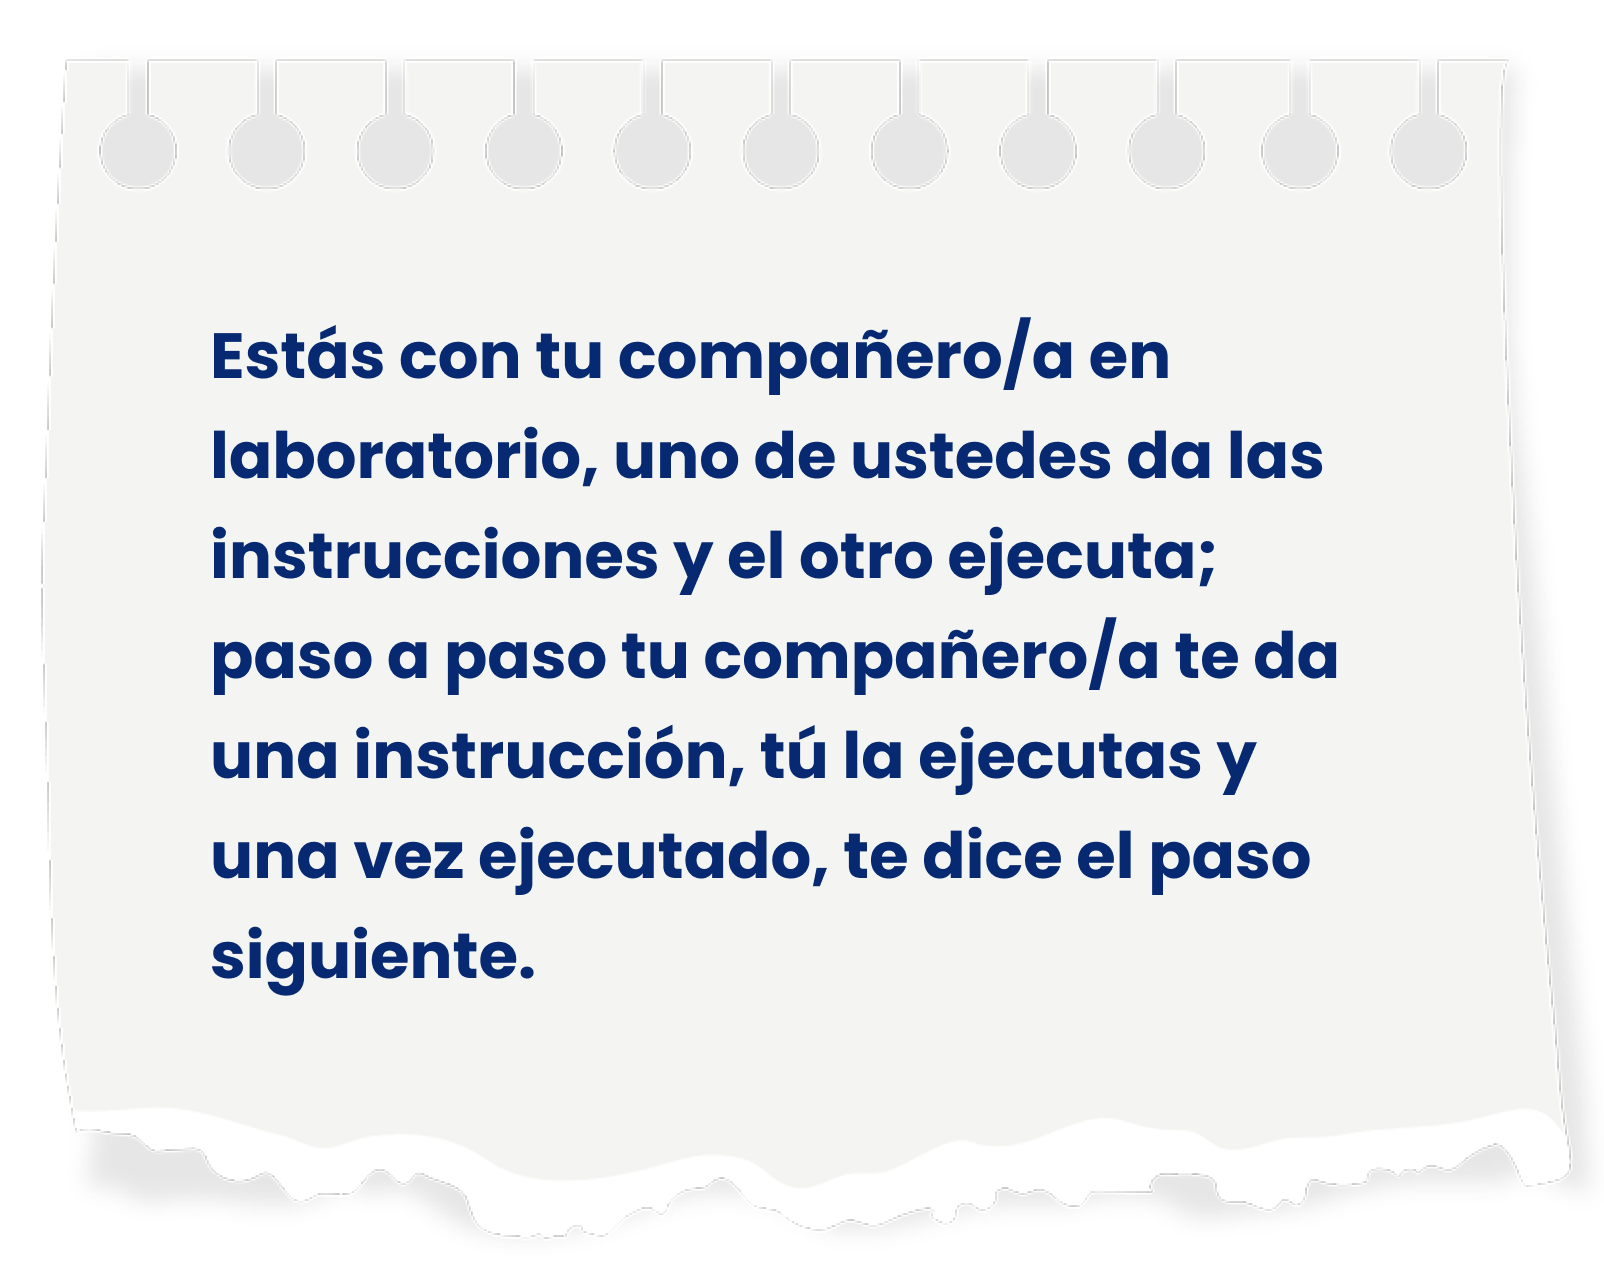 Estás con tu compañero/a en
laboratorio, uno de ustedes da las
instrucciones y el otro ejecuta;
paso a paso tu compañero/a te da
una instrucción, tú la ejecutas y
una vez ejecutado, te dice el paso
siguiente.